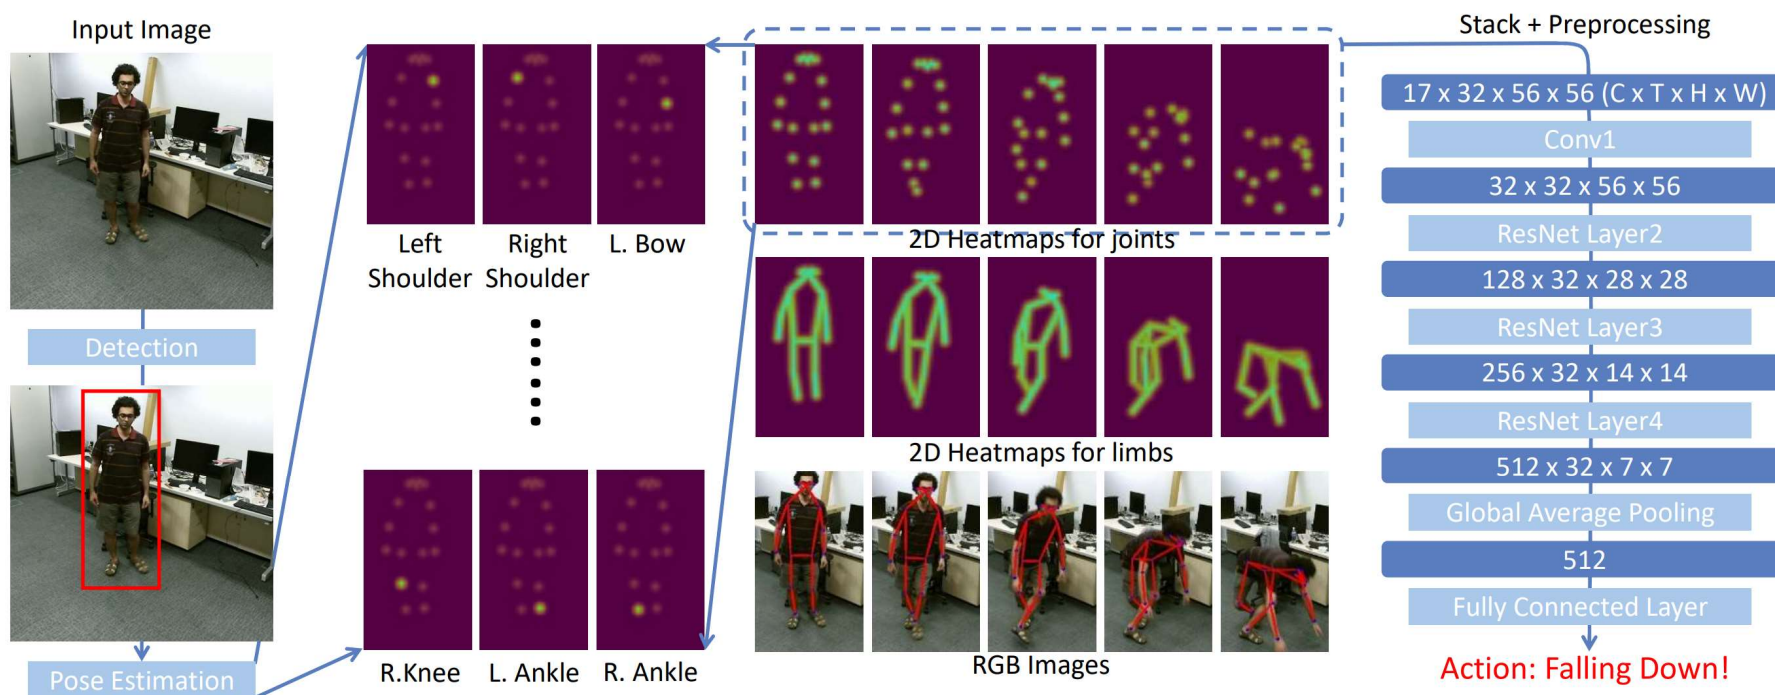 Input Image
Detection
Pose Estimation
Left
Shoulder
Right
Shoulder
L. Bow
R.Knee
L. Ankle
R. Ankle
2D Heatmaps for joints
2D Heatmaps for limbs
RGB Images
Stack + Preprocessing
17 x 32 x 56 x 56 (C x T x H x W)
Conv1
32 x 32 x 56 x 56
ResNet Layer2
128 x 32 x 28 x 28
ResNet Layer3
256 x 32 x 14 x 14
ResNet Layer4
512 x 32 x 7 x 7
Global Average Pooling
512
Fully Connected Layer
Action: Falling Down!